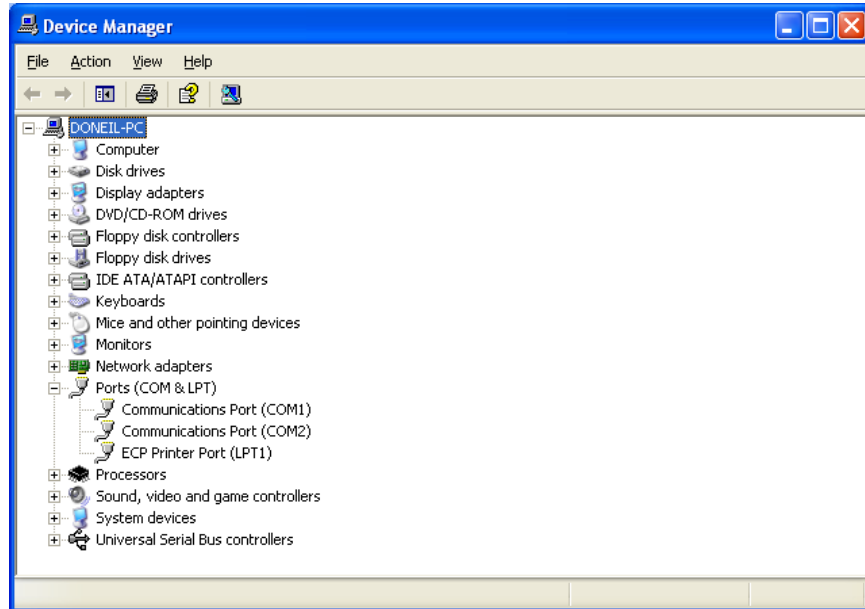 Device Manager
File Action View Help
DONEIL-PC
Computer
Disk drives
Display adapters
DVD/CD-ROM drives
Floppy disk controllers
Floppy disk drives
IDE ATA/ATAPI controllers
Keyboards
Mice and other pointing devices
Monitors
Network adapters
Ports (COM & LPT)
Communications Port (COM1)
Communications Port (COM2)
ECP Printer Port (LPT1)
Processors
Sound, video and game controllers
System devices
Universal Serial Bus controllers